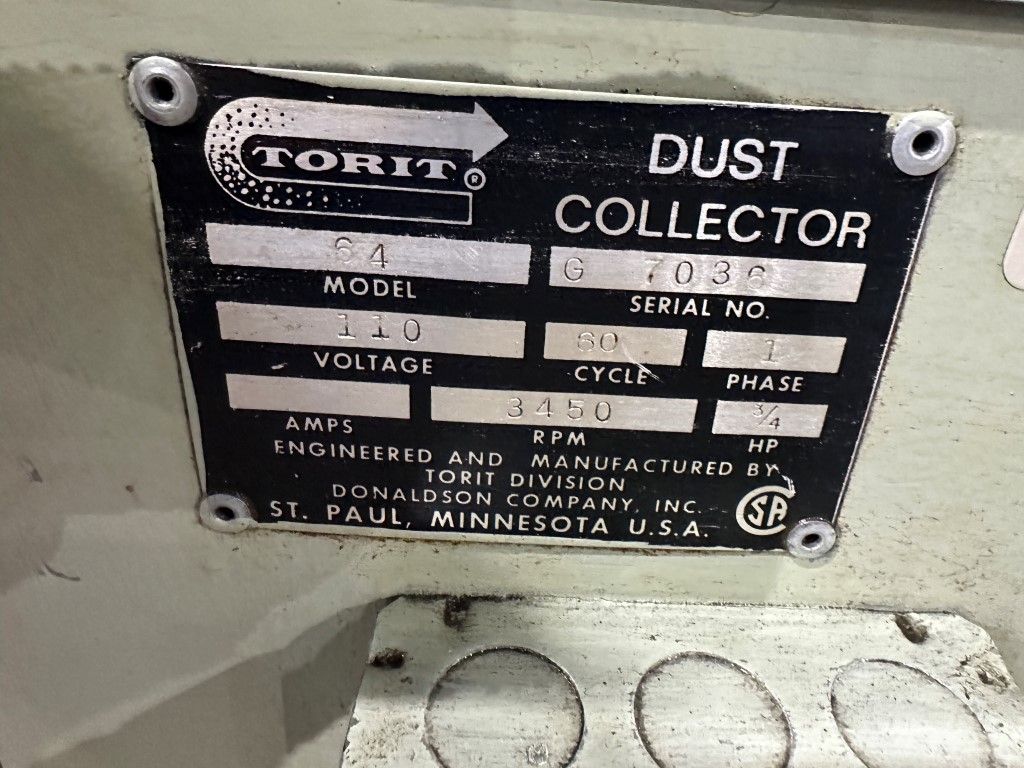 TORIT®
DUST
COLLECTOR
64
MODEL
G 7036
SERIAL NO.
110
VOLTAGE
60
CYCLE
1
PHASE
AMPS
3450
RPM
3/4
HP
ENGINEERED AND MANUFACTURED BY
TORIT DIVISION
DONALDSON COMPANY, INC.
ST. PAUL, MINNESOTA U.S.A.
SA